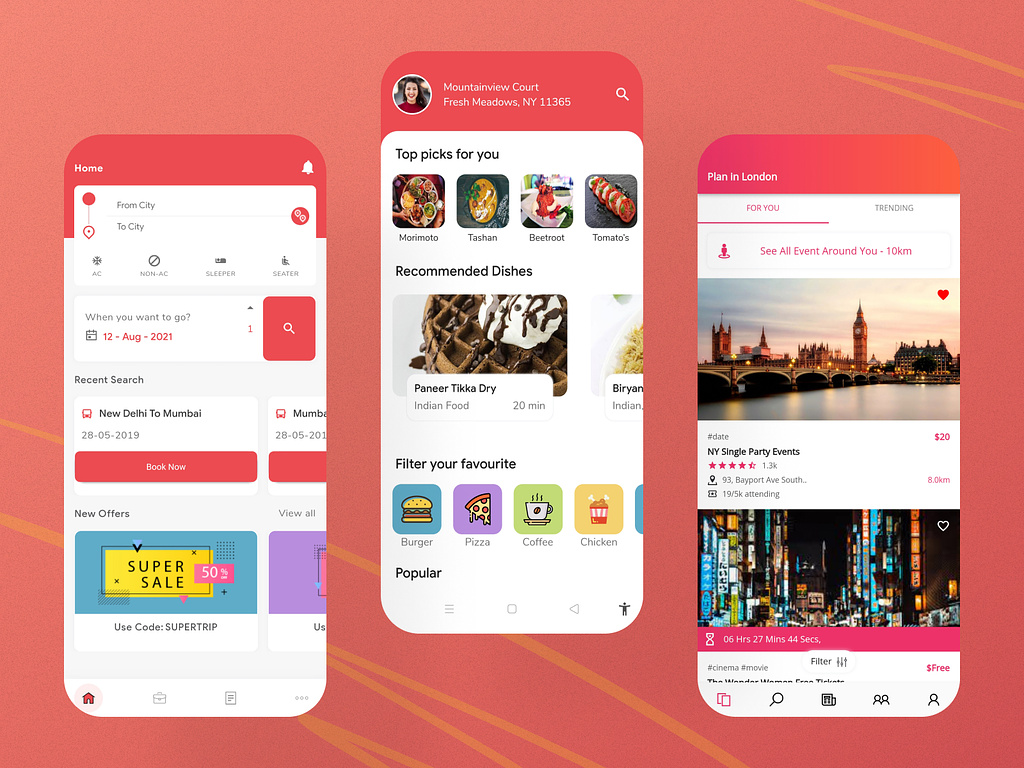 Home
From City
To City
AC
NON-AC
SLEEPER
SEATER
When you want to go?
12 - Aug - 2021
1
Recent Search
New Delhi To Mumbai
28-05-2019
Book Now
Mumba
28-05-201
New Offers
View all
SUPER
SALE
50 %
Use Code: SUPERTRIP
Us
Mountainview Court
Fresh Meadows, NY 11365
Top picks for you
Morimoto
Tashan
Beetroot
Tomato's
Recommended Dishes
Paneer Tikka Dry
Indian Food
20 min
Biryan
Indian,
Filter your favourite
Burger
Pizza
Coffee
Chicken
Popular
Plan in London
FOR YOU
TRENDING
See All Event Around You - 10km
#date
$20
NY Single Party Events
1.3k
93, Bayport Ave South..
8.0km
19/5k attending
06 Hrs 27 Mins 44 Secs,
Filter
#cinema #movie
$Free
The Wonder Woman Free Tickets